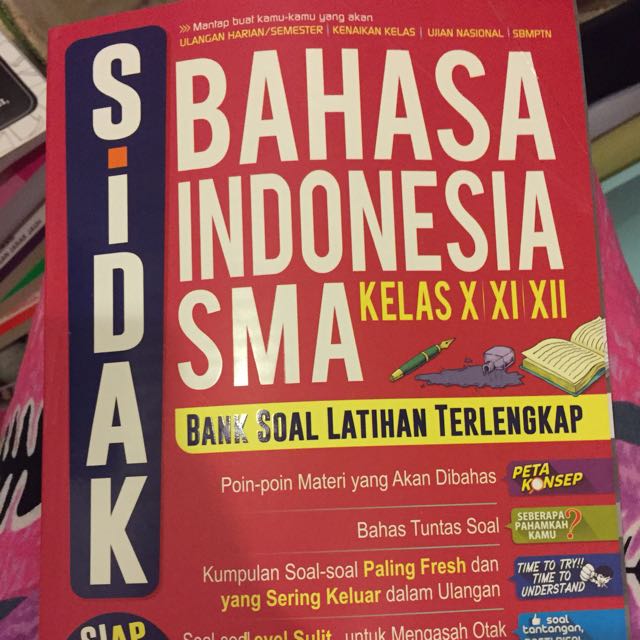 >>> Mantap buat kamu-kamu yang akan
ULANGAN HARIAN/SEMESTER | KENAIKAN KELAS | UJIAN NASIONAL | SBMPTN
SiDAK
BAHASA
INDONESIA
SMA KELAS X|XI|XII
BANK SOAL LATIHAN TERLENGKAP
Poin-poin Materi yang Akan Dibahas
PETA
KONSEP
Bahas Tuntas Soal
SEBERAPA
PAHAMKAH
KAMU ?
Kumpulan Soal-soal Paling Fresh dan
yang Sering Keluar dalam Ulangan
TIME TO TRY!!
TIME TO
UNDERSTAND
SIAP
Level Sulit untuk Mengasah Otak
soal
tantangan,